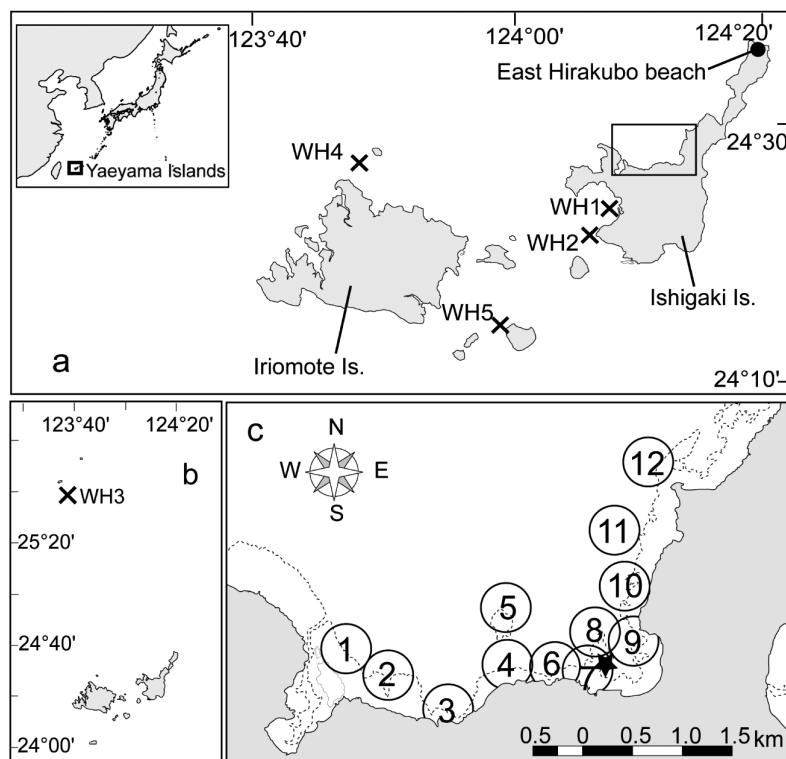 123°40'
124°00'
124°20'
East Hirakubo beach
24°30'
Yaeyama Islands
WH4
WH1
WH2
Ishigaki Is.
WH5
Iriomote Is.
a
24°10'
123°40' 124°20'
b
WH3
25°20'
24°40'
24°00'
c
N
W E
S
12
11
10
5
8
9
1
2
4
6
7
3
0.5 0 0.5 1.0 1.5 km